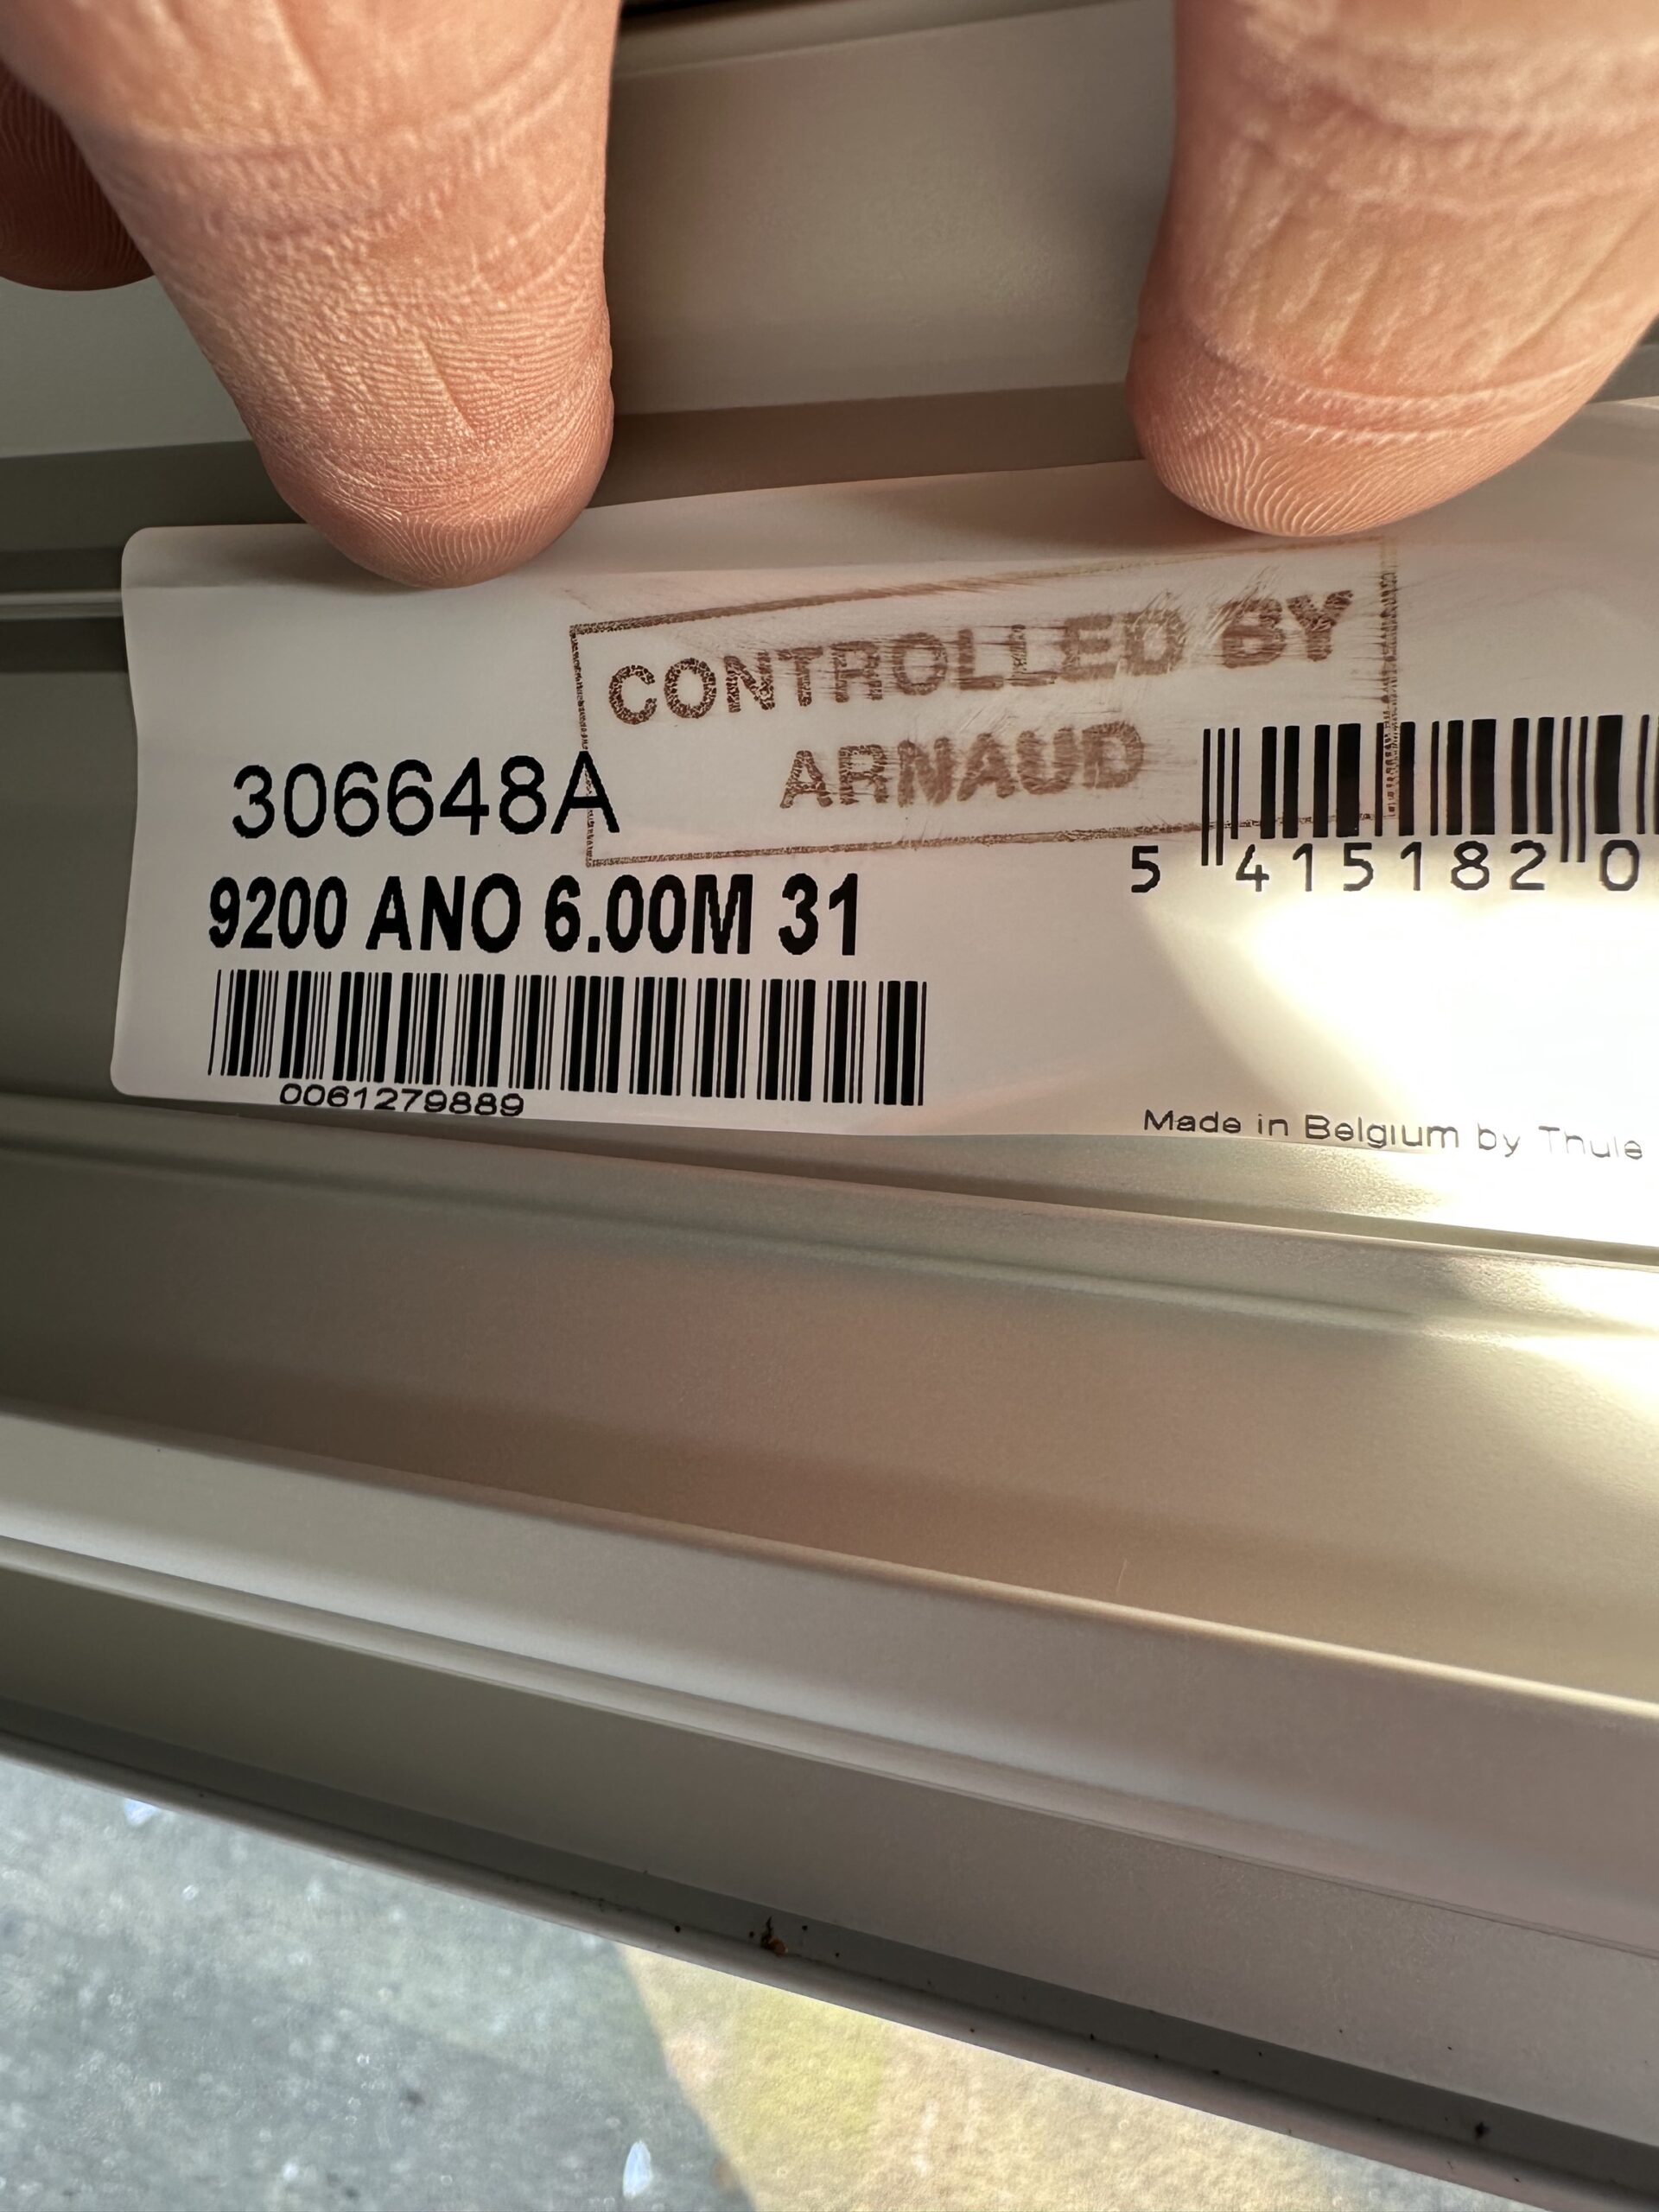 CONTROLLED BY
ARNAUD
306648A
5 415182 0
9200 ANO 6.00M 31
0061279889
Made in Belgium by Thule